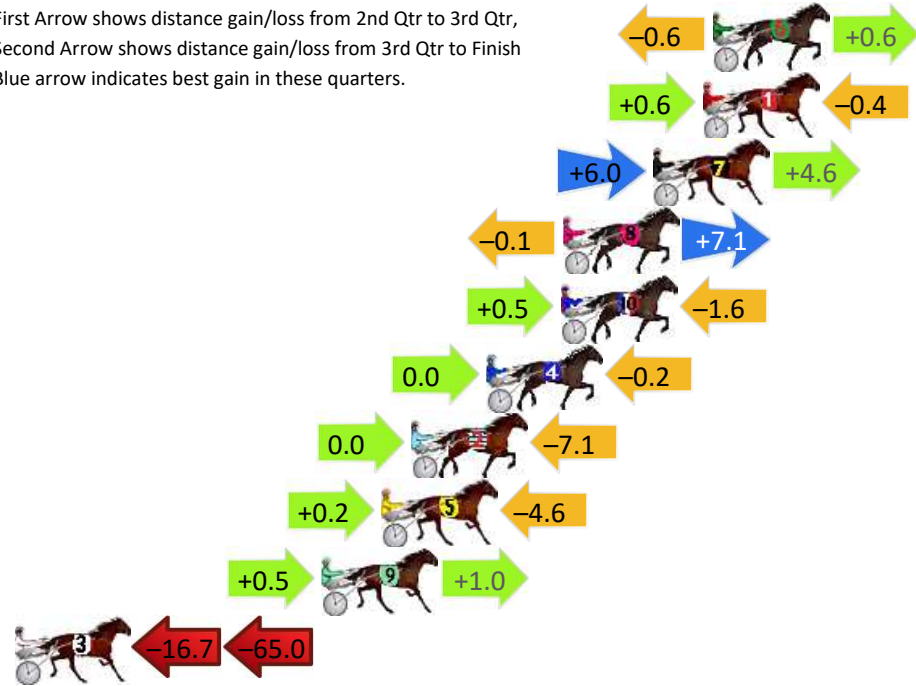 First Arrow shows distance gain/loss from 2nd Qtr to 3rd Qtr,
Second Arrow shows distance gain/loss from 3rd Qtr to Finish
Blue arrow indicates best gain in these quarters.
−0.6 6 +0.6
+0.6 1 −0.4
+6.0 7 +4.6
−0.1 8 +7.1
+0.5 10 −1.6
0.0 4 −0.2
0.0 2 −7.1
+0.2 5 −4.6
+0.5 9 +1.0
3 −16.7 −65.0